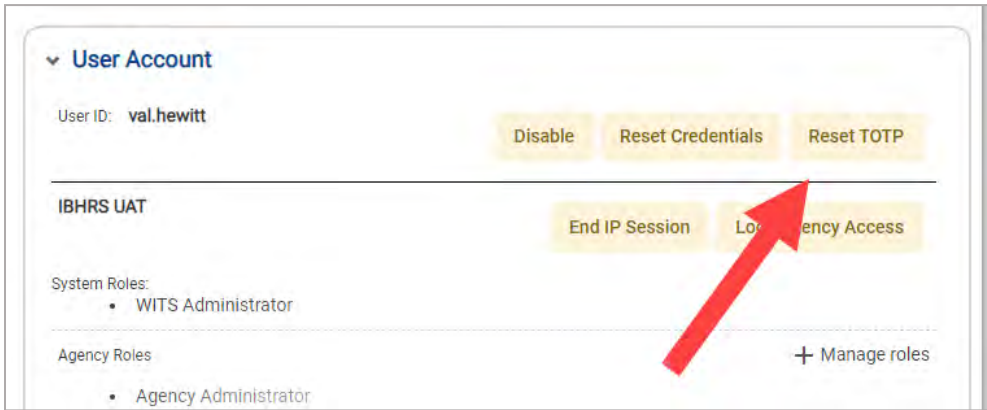 User Account
User ID: val.hewitt
Disable Reset Credentials Reset TOTP
IBHRS UAT
End IP Session Access
System Roles:
• WITS Administrator
Agency Roles + Manage roles
• Agency Administrator